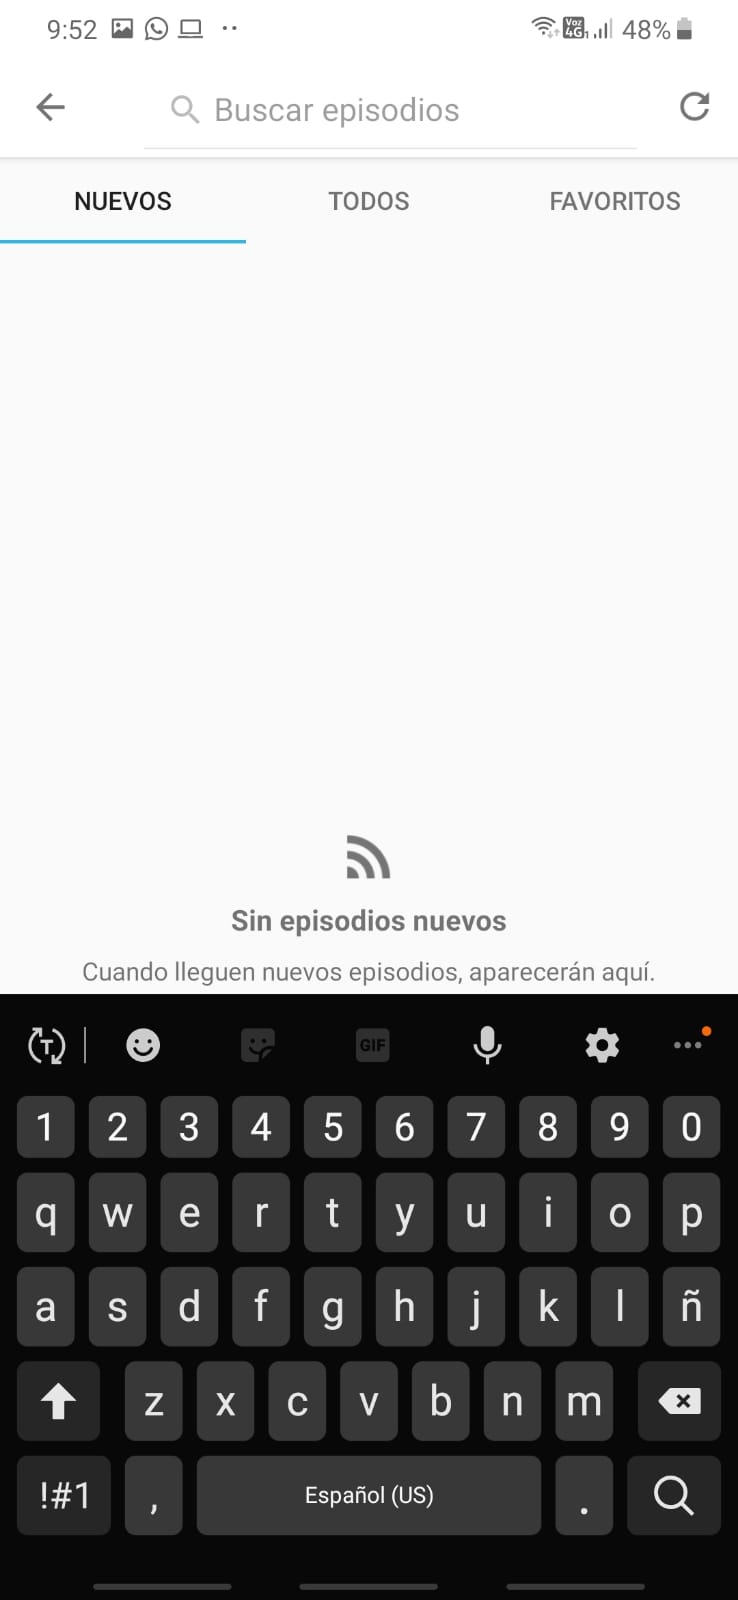 9:52 Voz 4G 1 48%
Buscar episodios
NUEVOS TODOS FAVORITOS
Sin episodios nuevos
Cuando lleguen nuevos episodios, aparecerán aquí.
T GIF
1 2 3 4 5 6 7 8 9 0
q w e r t y u i o p
a s d f g h j k l ñ
z x c v b n m
!#1 , Español (US) .